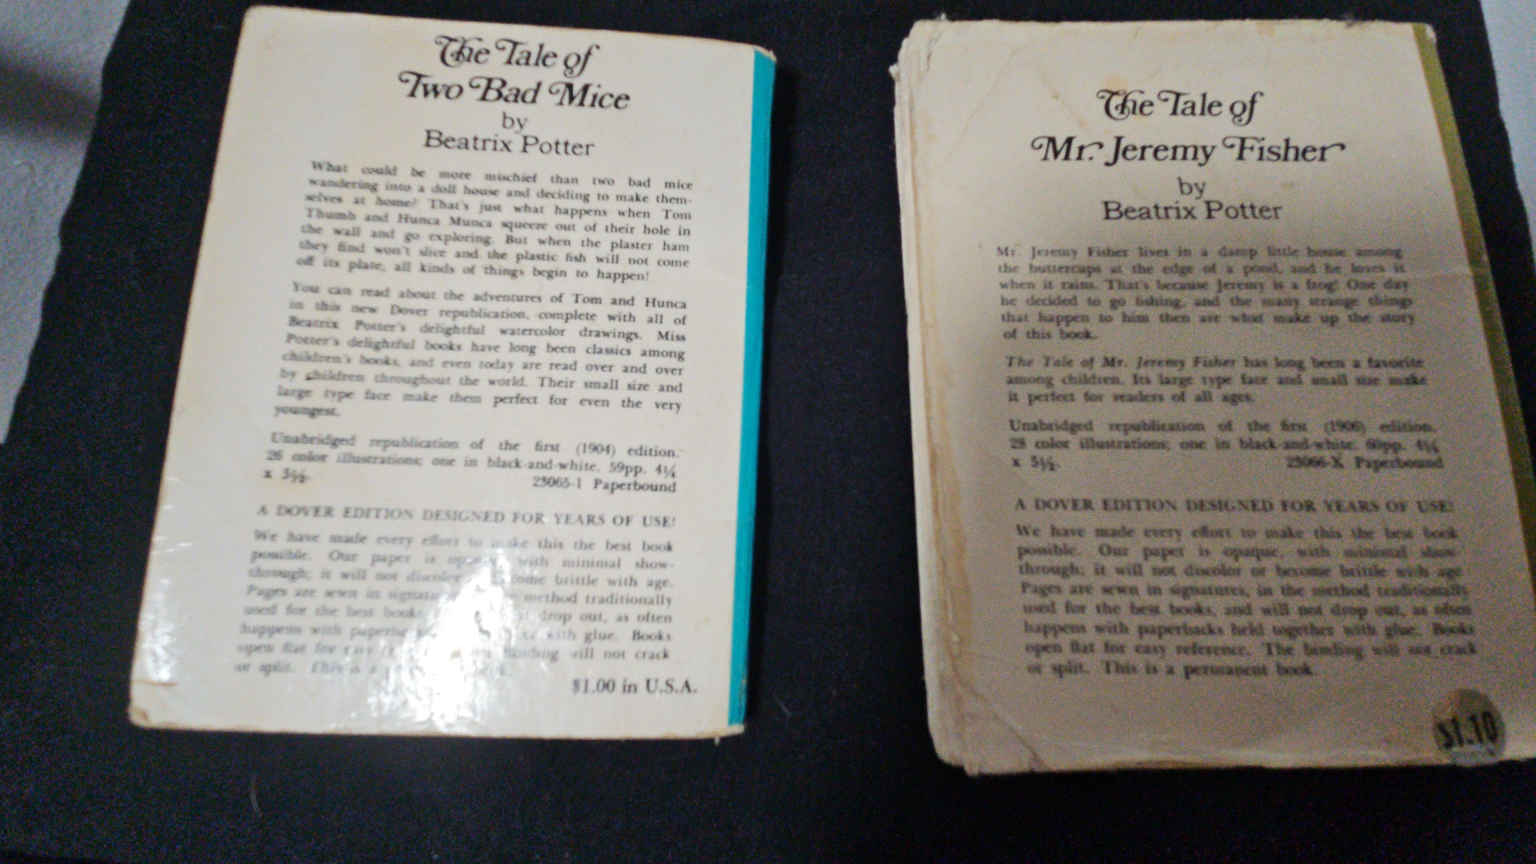 The Tale of
Two Bad Mice
by
Beatrix Potter
What could be more mischief than two bad mice
wandering into a doll house and deciding to make them-
selves at home? That's just what happens when Tom
Thumb and Hunca Munca squeeze out of their hole in
the wall and go exploring. But when the plaster ham
they find won't slice and the plastic fish will not come
off its plate, all kinds of things begin to happen!
You can read about the adventures of Tom and Hunca
in this new Dover republication, complete with all of
Beatrix Potter's delightful watercolor drawings. Miss
Potter's delightful books have long been classics among
children's books, and even today are read over and over
by children throughout the world. Their small size and
large type face make them perfect for even the very
youngest.
Unabridged republication of the first (1904) edition.
26 color illustrations; one in black-and-white. 59pp. 4¼
x 5½.   23065-1 Paperbound
A DOVER EDITION DESIGNED FOR YEARS OF USE!
We have made every effort to make this the best book
possible. Our paper is opaque, with minimal show-
through; it will not discolor become brittle with age.
Pages are sewn in method traditionally
used for the best books, drop out, as often
happens with with glue. Books
open flat for binding will not crack
or split. This is a
$1.00 in U.S.A.
The Tale of
Mr. Jeremy Fisher
by
Beatrix Potter
Mr. Jeremy Fisher lives in a damp little house among
the buttercups at the edge of a pond, and he loves it
when it rains. That's because Jeremy is a frog! One day
he decided to go fishing, and the many strange things
that happen to him then are what make up the story
of this book.
The Tale of Mr. Jeremy Fisher has long been a favorite
among children. Its large type face and small size make
it perfect for readers of all ages.
Unabridged republication of the first (1906) edition.
28 color illustrations; one in black-and-white. 60pp. 4¼
x 5½.   23066-X Paperbound
A DOVER EDITION DESIGNED FOR YEARS OF USE!
We have made every effort to make this the best book
possible. Our paper is opaque, with minimal show-
through; it will not discolor or become brittle with age.
Pages are sewn in signatures, in the method traditionally
used for the best books, and will not drop out, as often
happens with paperbacks held together with glue. Books
open flat for easy reference. The binding will not crack
or split. This is a permanent book.
$1.10